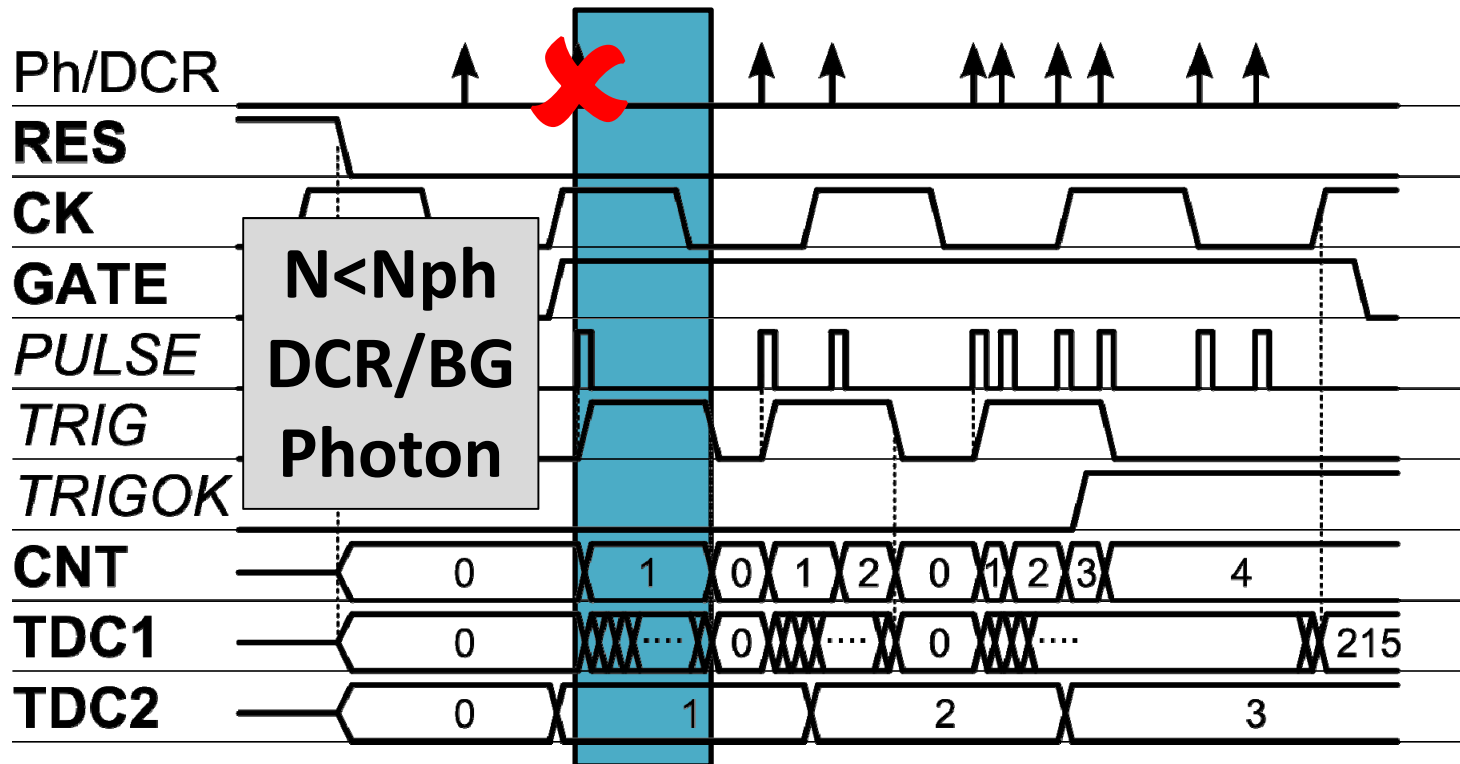 Ph/DCR
RES
CK
GATE
PULSE
TRIG
TRIGOK
N<Nph
DCR/BG
Photon
CNT 0 1 0 1 2 0 1 2 3 4
TDC1 0 .... 0 .... 0 .... 215
TDC2 0 1 2 3